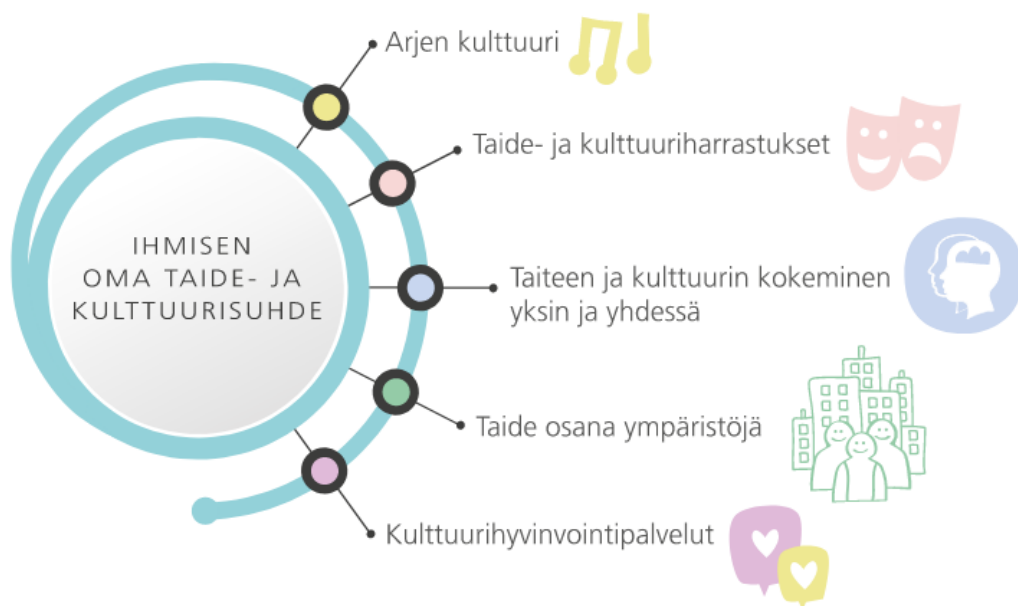 Arjen kulttuuri
Taide- ja kulttuuriharrastukset
IHMISEN
OMA TAIDE- JA
KULTTUURISUHDE
Taiteen ja kulttuurin kokeminen
yksin ja yhdessä
Taide osana ympäristöjä
Kulttuurihyvinvointipalvelut